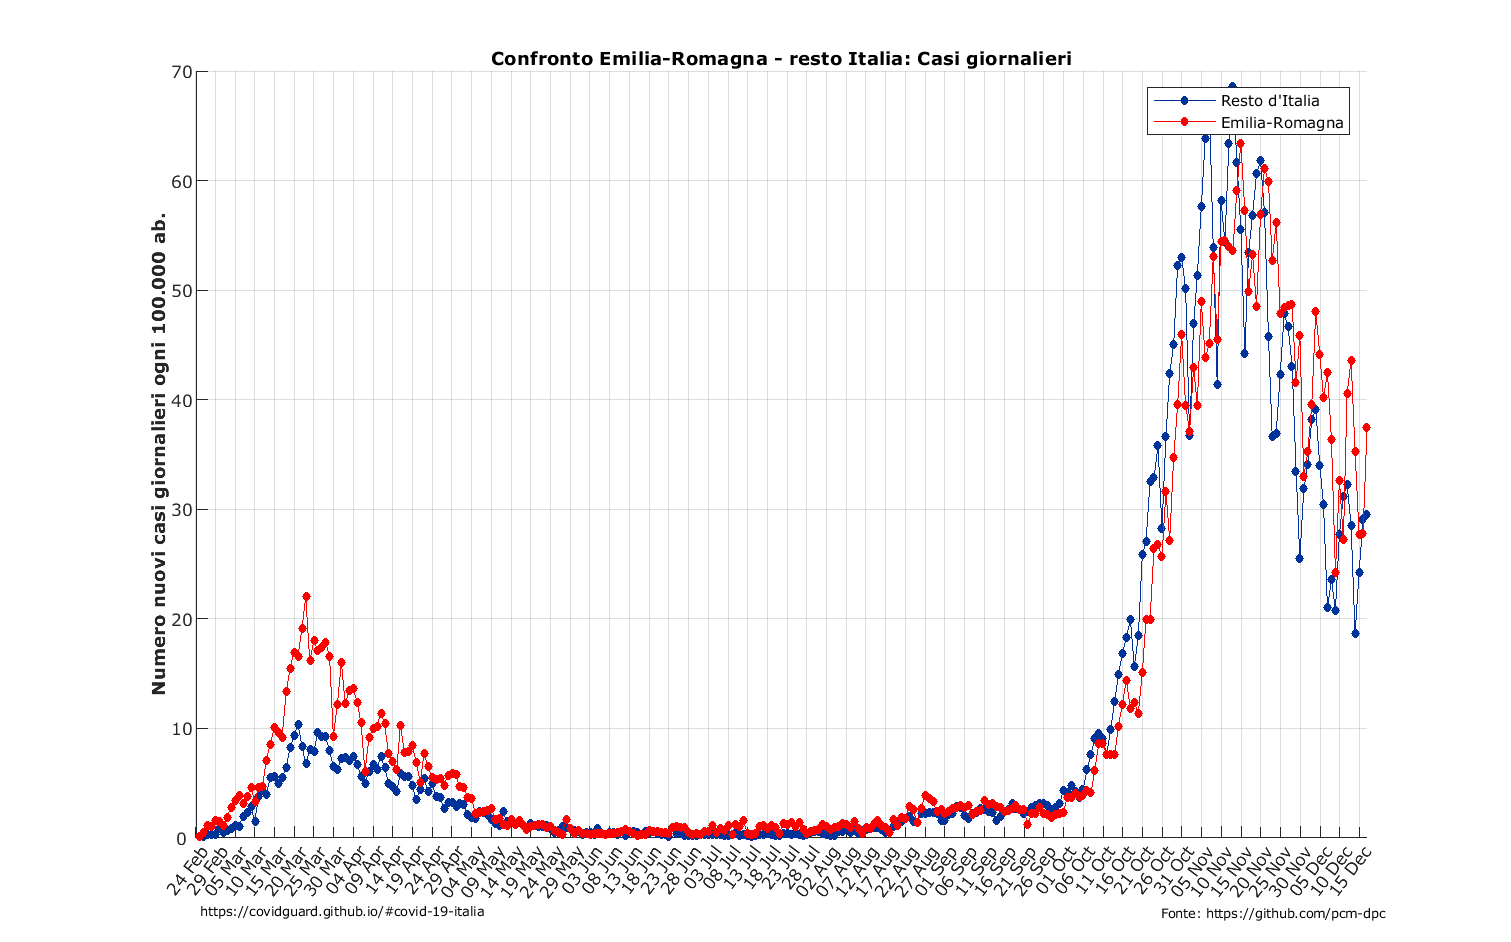 Confronto Emilia-Romagna - resto Italia: Casi giornalieri
Numero nuovi casi giornalieri ogni 100.000 ab.
70
60
50
40
30
20
10
0
Resto d'Italia
Emilia-Romagna
24 Feb
29 Feb
05 Mar
10 Mar
15 Mar
20 Mar
25 Mar
30 Mar
04 Apr
09 Apr
14 Apr
19 Apr
24 Apr
29 Apr
04 May
09 May
14 May
19 May
24 May
29 May
03 Jun
08 Jun
13 Jun
18 Jun
23 Jun
28 Jun
03 Jul
08 Jul
13 Jul
18 Jul
23 Jul
28 Jul
02 Aug
07 Aug
12 Aug
17 Aug
22 Aug
27 Aug
01 Sep
06 Sep
11 Sep
16 Sep
21 Sep
26 Sep
01 Oct
06 Oct
11 Oct
16 Oct
21 Oct
26 Oct
31 Oct
05 Nov
10 Nov
15 Nov
20 Nov
25 Nov
30 Nov
05 Dec
10 Dec
15 Dec
https://covidguard.github.io/#covid-19-italia
Fonte: https://github.com/pcm-dpc